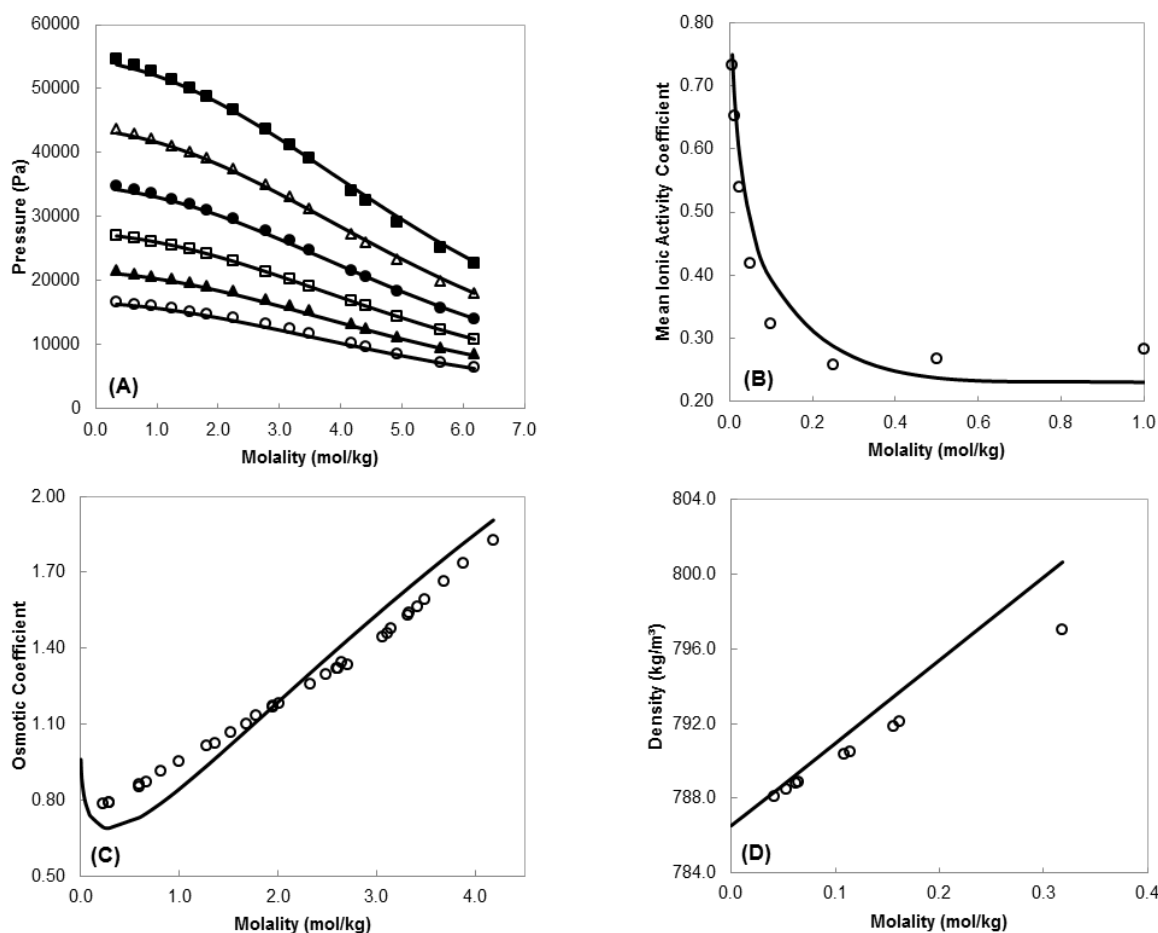 60000
50000
40000
30000
20000
10000
0
Pressure (Pa)
(A)
0.0 1.0 2.0 3.0 4.0 5.0 6.0 7.0
Molality (mol/kg)
0.80
0.70
0.60
0.50
0.40
0.30
0.20
Mean Ionic Activity Coefficient
(B)
0.0 0.2 0.4 0.6 0.8 1.0
Molality (mol/kg)
2.00
1.70
1.40
1.10
0.80
0.50
Osmotic Coefficient
(C)
0.0 1.0 2.0 3.0 4.0
Molality (mol/kg)
804.0
800.0
796.0
792.0
788.0
784.0
Density (kg/m³)
(D)
0.0 0.1 0.2 0.3 0.4
Molality (mol/kg)